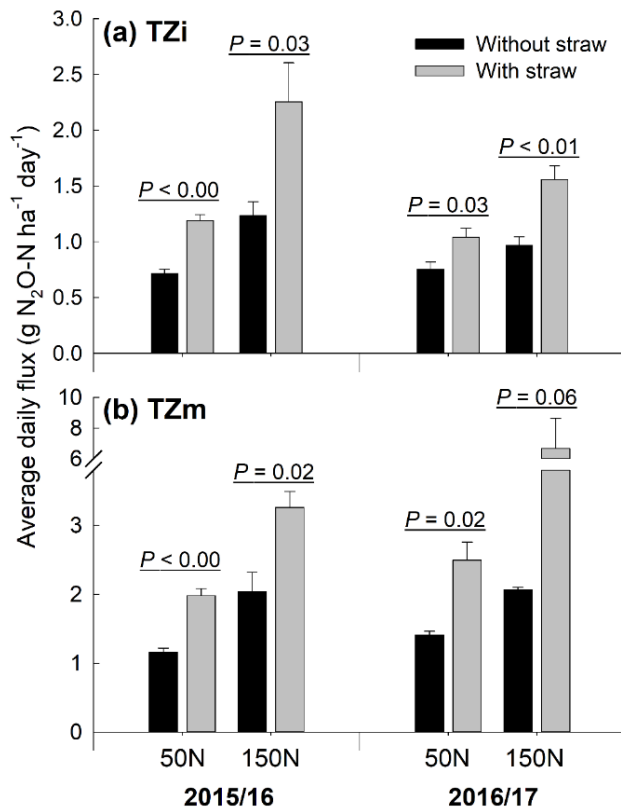 (a) TZi
Without straw
With straw
P = 0.03
P < 0.00
P < 0.01
P = 0.03
3.0
2.5
2.0
1.5
1.0
0.5
0.0
Average daily flux (g N₂O-N ha⁻¹ day⁻¹)
(b) TZm
P = 0.06
P = 0.02
P = 0.02
P < 0.00
10
8
6
3
2
1
0
50N 150N 50N 150N
2015/16 2016/17